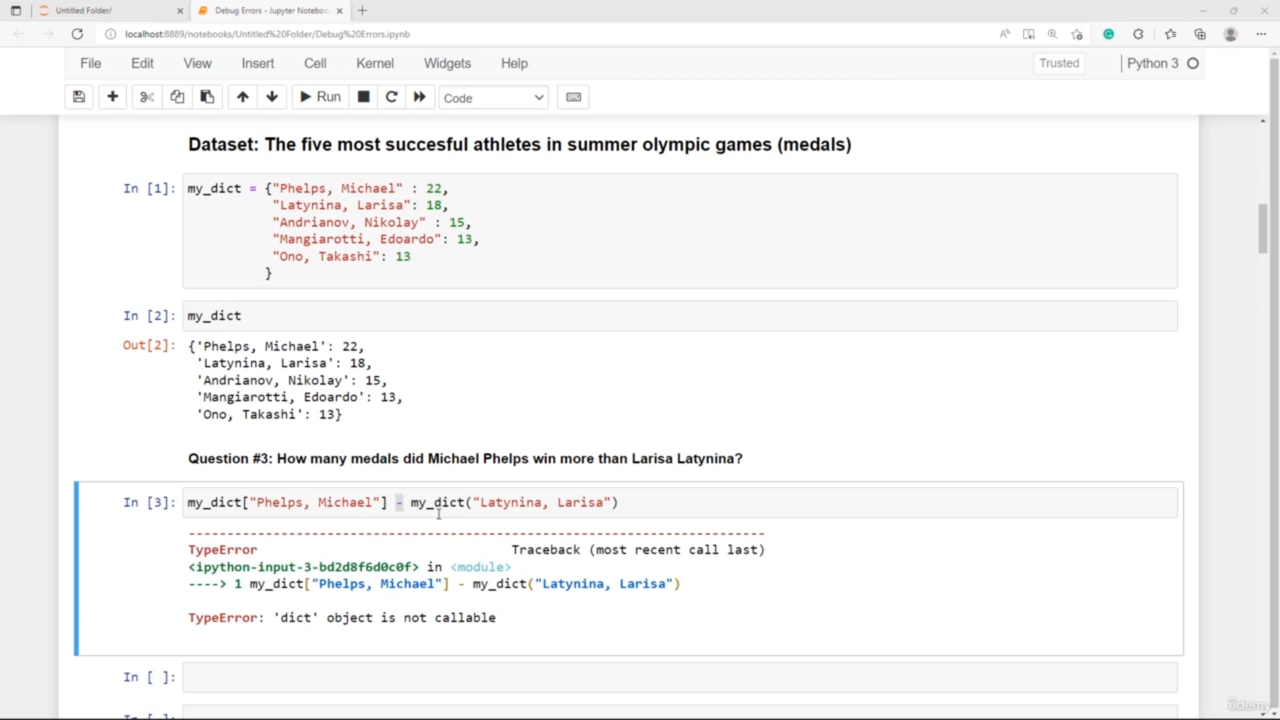 Untitled Folder/
Debug Errors - Jupyter Noteboo
localhost:8889/notebooks/Untitled%20Folder/Debug%20Errors.ipynb
File Edit View Insert Cell Kernel Widgets Help Trusted Python 3
Run Code
Dataset: The five most succesful athletes in summer olympic games (medals)
In [1]: my_dict = {"Phelps, Michael" : 22,
"Latynina, Larisa": 18,
"Andrianov, Nikolay" : 15,
"Mangiarotti, Edoardo": 13,
"Ono, Takashi": 13
}
In [2]: my_dict
Out[2]: {'Phelps, Michael': 22,
'Latynina, Larisa': 18,
'Andrianov, Nikolay': 15,
'Mangiarotti, Edoardo': 13,
'Ono, Takashi': 13}
Question #3: How many medals did Michael Phelps win more than Larisa Latynina?
In [3]: my_dict["Phelps, Michael"] - my_dict("Latynina, Larisa")
---------------------------------------------------------------------------
TypeError Traceback (most recent call last)
<ipython-input-3-bd2d8f6d0c0f> in <module>
----> 1 my_dict["Phelps, Michael"] - my_dict("Latynina, Larisa")
TypeError: 'dict' object is not callable
In [ ]:
In [ ]:
ûdemy